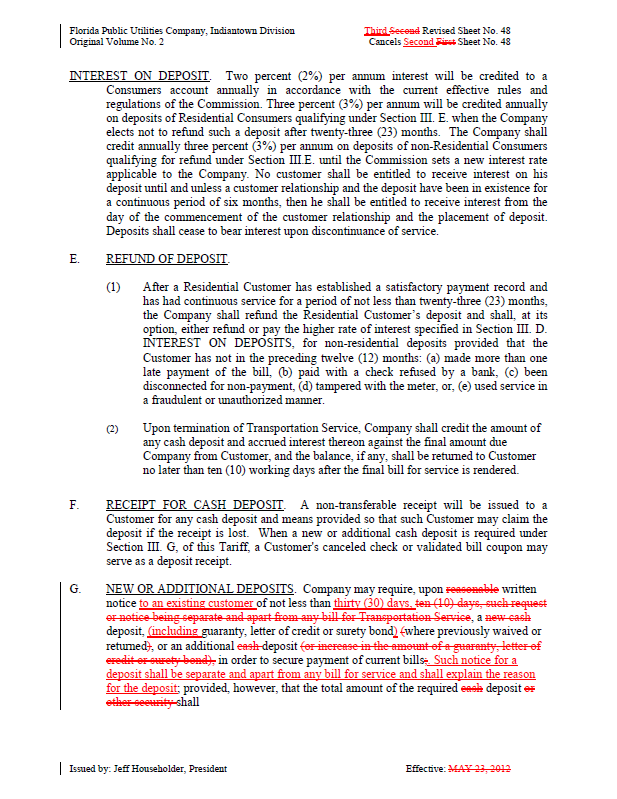 Florida Public Utilities Company, Indiantown Division Third Second Revised Sheet No. 48
Original Volume No. 2 Cancels Second First Sheet No. 48
INTEREST ON DEPOSIT. Two percent (2%) per annum interest will be credited to a
Consumers account annually in accordance with the current effective rules and
regulations of the Commission. Three percent (3%) per annum will be credited annually
on deposits of Residential Consumers qualifying under Section III. E. when the Company
elects not to refund such a deposit after twenty-three (23) months. The Company shall
credit annually three percent (3%) per annum on deposits of non-Residential Consumers
qualifying for refund under Section III.E. until the Commission sets a new interest rate
applicable to the Company. No customer shall be entitled to receive interest on his
deposit until and unless a customer relationship and the deposit have been in existence for
a continuous period of six months, then he shall be entitled to receive interest from the
day of the commencement of the customer relationship and the placement of deposit.
Deposits shall cease to bear interest upon discontinuance of service.
E. REFUND OF DEPOSIT.
(1) After a Residential Customer has established a satisfactory payment record and
has had continuous service for a period of not less than twenty-three (23) months,
the Company shall refund the Residential Customer's deposit and shall, at its
option, either refund or pay the higher rate of interest specified in Section III. D.
INTEREST ON DEPOSITS, for non-residential deposits provided that the
Customer has not in the preceding twelve (12) months: (a) made more than one
late payment of the bill, (b) paid with a check refused by a bank, (c) been
disconnected for non-payment, (d) tampered with the meter, or, (e) used service in
a fraudulent or unauthorized manner.
(2) Upon termination of Transportation Service, Company shall credit the amount of
any cash deposit and accrued interest thereon against the final amount due
Company from Customer, and the balance, if any, shall be returned to Customer
no later than ten (10) working days after the final bill for service is rendered.
F. RECEIPT FOR CASH DEPOSIT. A non-transferable receipt will be issued to a
Customer for any cash deposit and means provided so that such Customer may claim the
deposit if the receipt is lost. When a new or additional cash deposit is required under
Section III. G, of this Tariff, a Customer's canceled check or validated bill coupon may
serve as a deposit receipt.
G. NEW OR ADDITIONAL DEPOSITS. Company may require, upon reasonable written
notice to an existing customer of not less than thirty (30) days, ten (10) days, such request
or notice being separate and apart from any bill for Transportation Service, a new cash
deposit, (including guaranty, letter of credit or surety bond) (where previously waived or
returned), or an additional cash deposit (or increase in the amount of a guaranty, letter of
credit or surety bond), in order to secure payment of current bills;. Such notice for a
deposit shall be separate and apart from any bill for service and shall explain the reason
for the deposit; provided, however, that the total amount of the required cash deposit or
other security shall
Issued by: Jeff Householder, President Effective: MAY 23, 2012